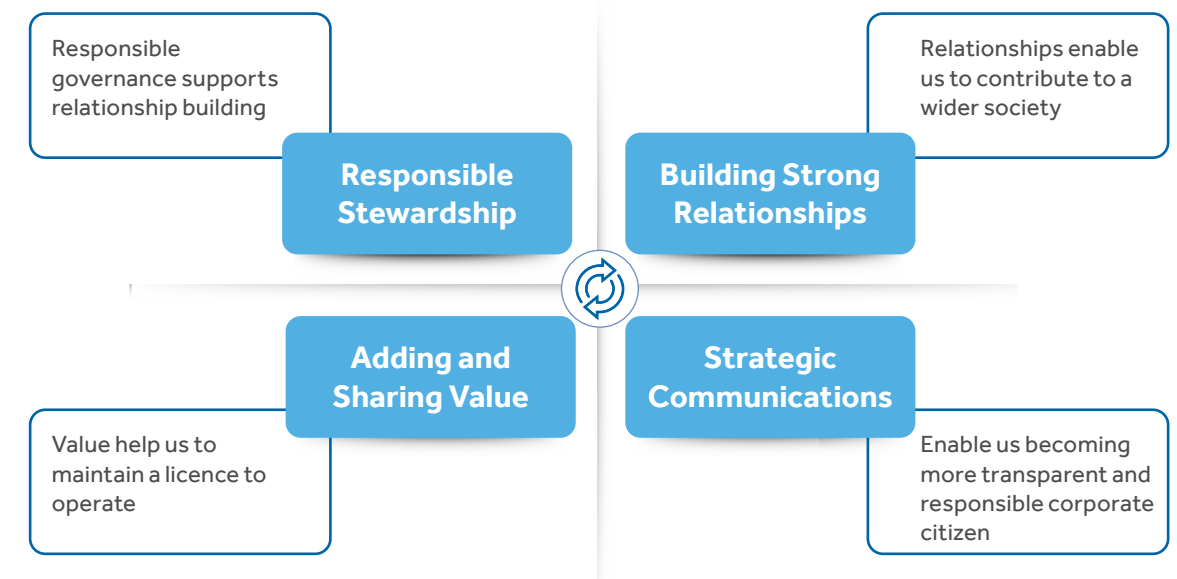 Responsible
governance supports
relationship building
Responsible
Stewardship
Relationships enable
us to contribute to a
wider society
Building Strong
Relationships
Adding and
Sharing Value
Value help us to
maintain a licence to
operate
Strategic
Communications
Enable us becoming
more transparent and
responsible corporate
citizen